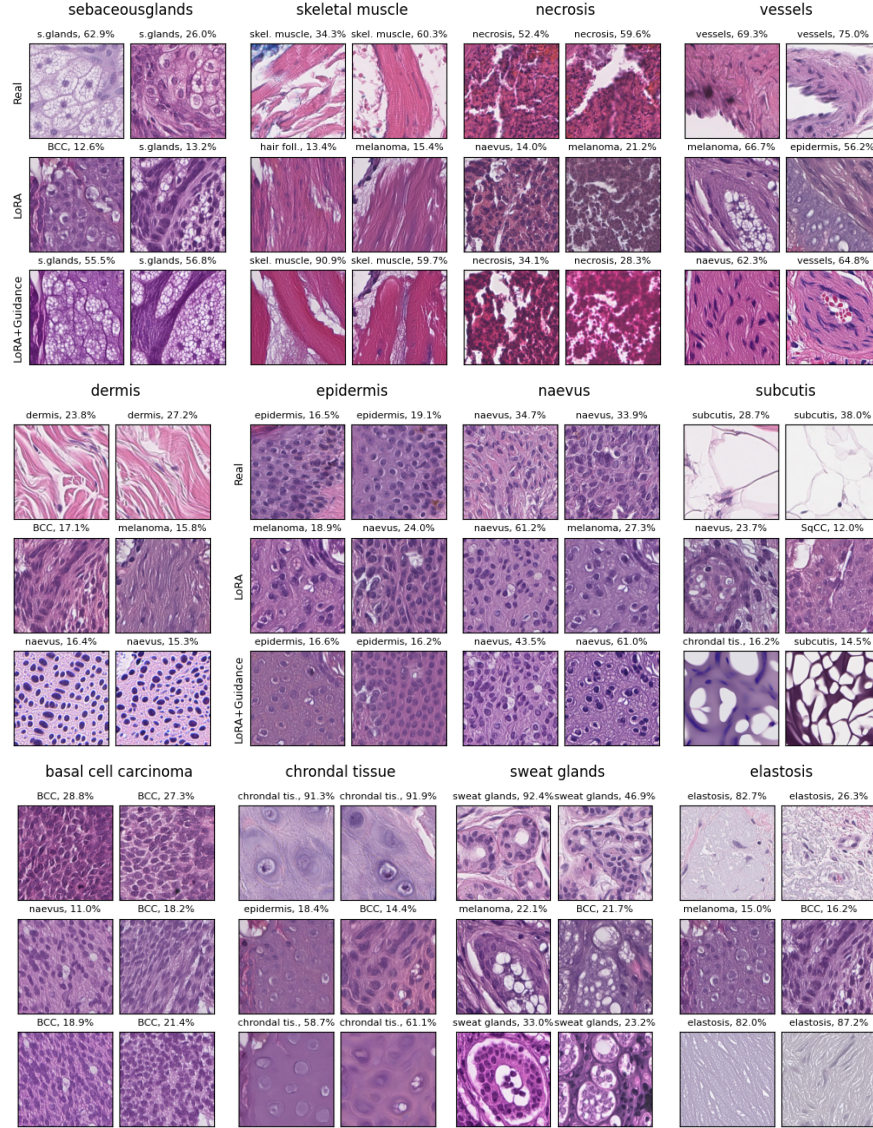 sebaceousglands
skeletal muscle
necrosis
vessels
s.glands, 62.9%
s.glands, 26.0%
skel. muscle, 34.3%
skel. muscle, 60.3%
necrosis, 52.4%
necrosis, 59.6%
vessels, 69.3%
vessels, 75.0%
Real
BCC, 12.6%
s.glands, 13.2%
hair foll., 13.4%
melanoma, 15.4%
naevus, 14.0%
melanoma, 21.2%
melanoma, 66.7%
epidermis, 56.2%
LoRA
s.glands, 55.5%
s.glands, 56.8%
skel. muscle, 90.9%
skel. muscle, 59.7%
necrosis, 34.1%
necrosis, 28.3%
naevus, 62.3%
vessels, 64.8%
LoRA+Guidance
dermis
epidermis
naevus
subcutis
dermis, 23.8%
dermis, 27.2%
epidermis, 16.5%
epidermis, 19.1%
naevus, 34.7%
naevus, 33.9%
subcutis, 28.7%
subcutis, 38.0%
Real
BCC, 17.1%
melanoma, 15.8%
melanoma, 18.9%
naevus, 24.0%
naevus, 61.2%
melanoma, 27.3%
naevus, 23.7%
SqCC, 12.0%
LoRA
naevus, 16.4%
naevus, 15.3%
epidermis, 16.6%
epidermis, 16.2%
naevus, 43.5%
naevus, 61.0%
chrondal tis., 16.2%
subcutis, 14.5%
LoRA+Guidance
basal cell carcinoma
chrondal tissue
sweat glands
elastosis
BCC, 28.8%
BCC, 27.3%
chrondal tis., 91.3%
chrondal tis., 91.9%
sweat glands, 92.4%
sweat glands, 46.9%
elastosis, 82.7%
elastosis, 26.3%
naevus, 11.0%
BCC, 18.2%
epidermis, 18.4%
BCC, 14.4%
melanoma, 22.1%
BCC, 21.7%
melanoma, 15.0%
BCC, 16.2%
BCC, 18.9%
BCC, 21.4%
chrondal tis., 58.7%
chrondal tis., 61.1%
sweat glands, 33.0%
sweat glands, 23.2%
elastosis, 82.0%
elastosis, 87.2%